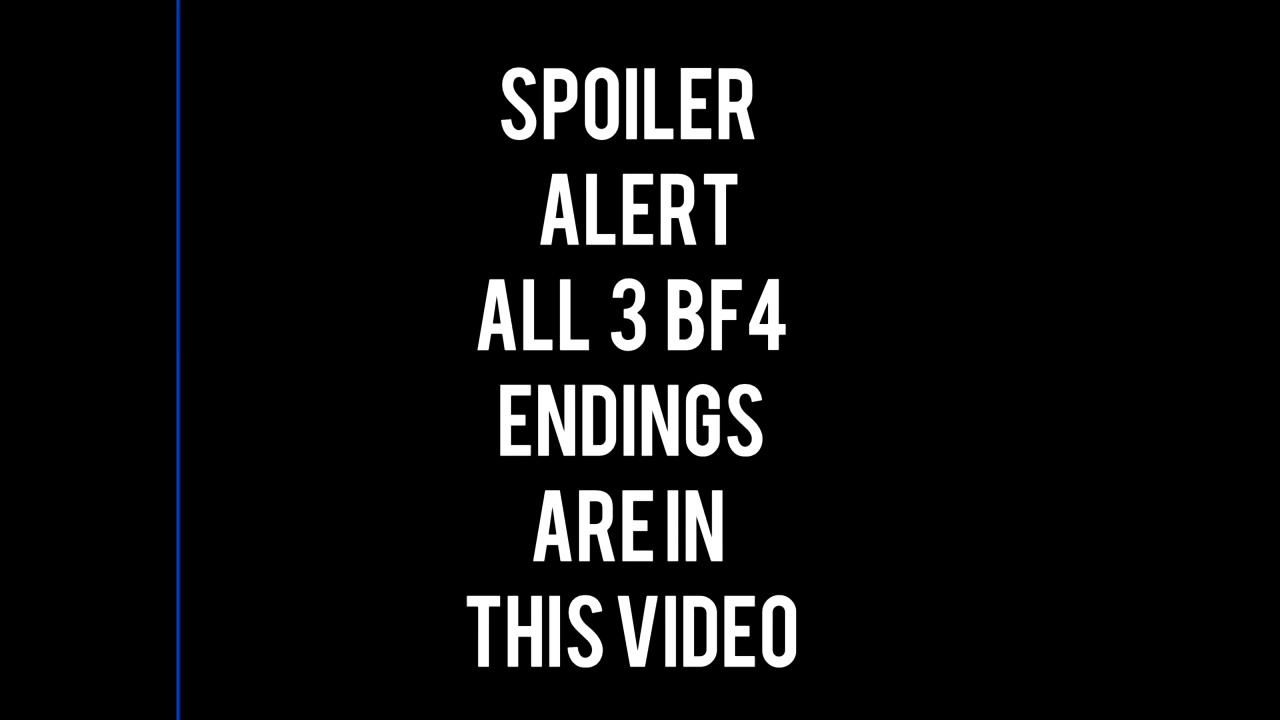 SPOILER
ALERT
ALL 3 BF4
ENDINGS
ARE IN
THIS VIDEO